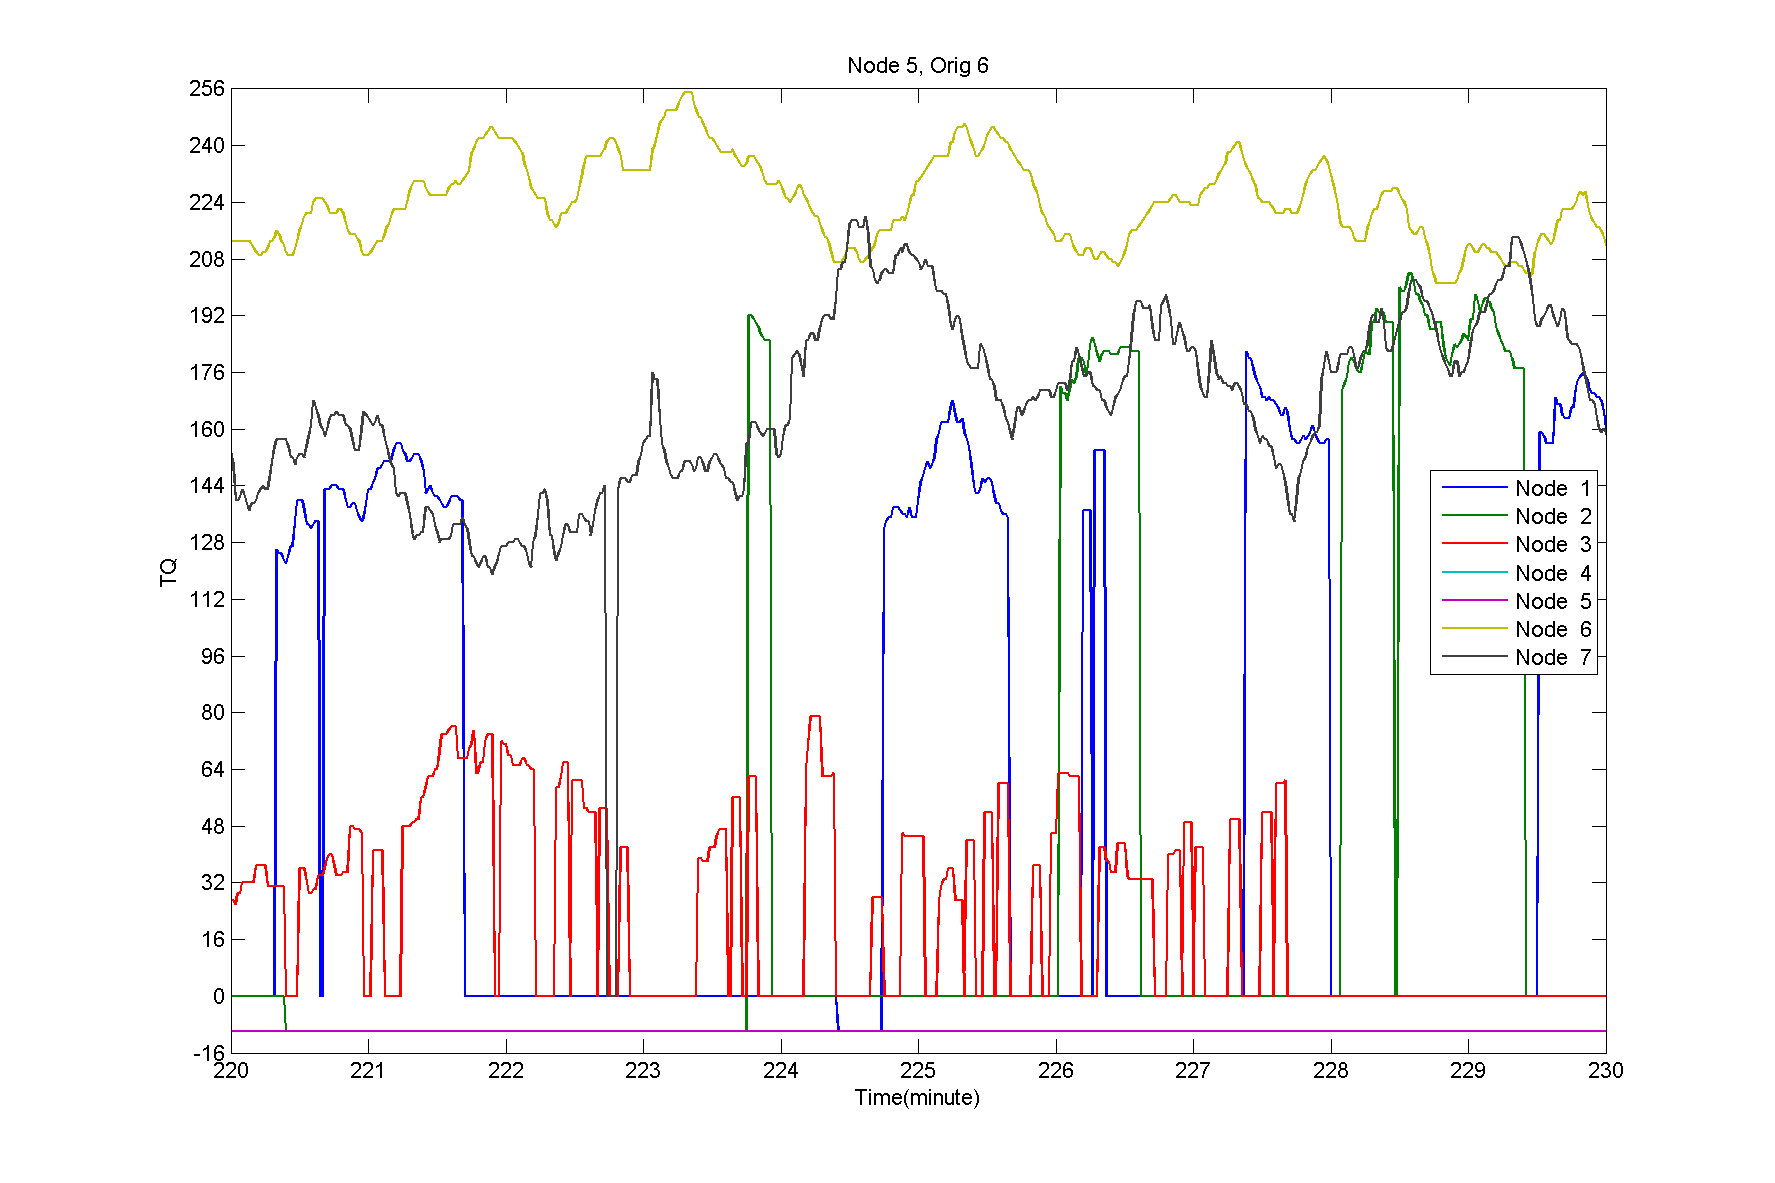 Node 5, Orig 6
256
240
224
208
192
176
160
144
128
112
96
80
64
48
32
16
0
-16
TQ
220 221 222 223 224 225 226 227 228 229 230
Time(minute)
Node 1
Node 2
Node 3
Node 4
Node 5
Node 6
Node 7